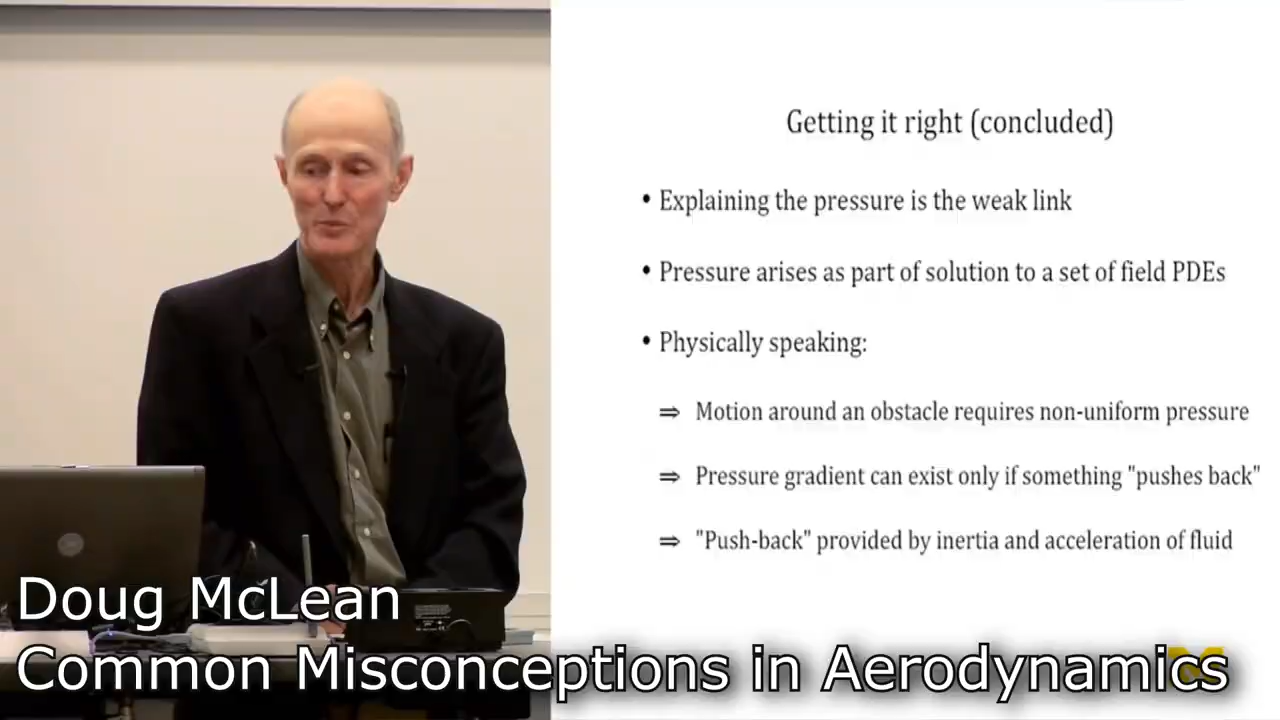 Getting it right (concluded)
• Explaining the pressure is the weak link
• Pressure arises as part of solution to a set of field PDEs
• Physically speaking:
⇒ Motion around an obstacle requires non-uniform pressure
⇒ Pressure gradient can exist only if something "pushes back"
⇒ "Push-back" provided by inertia and acceleration of fluid
Doug McLean
Common Misconceptions in Aerodynamics